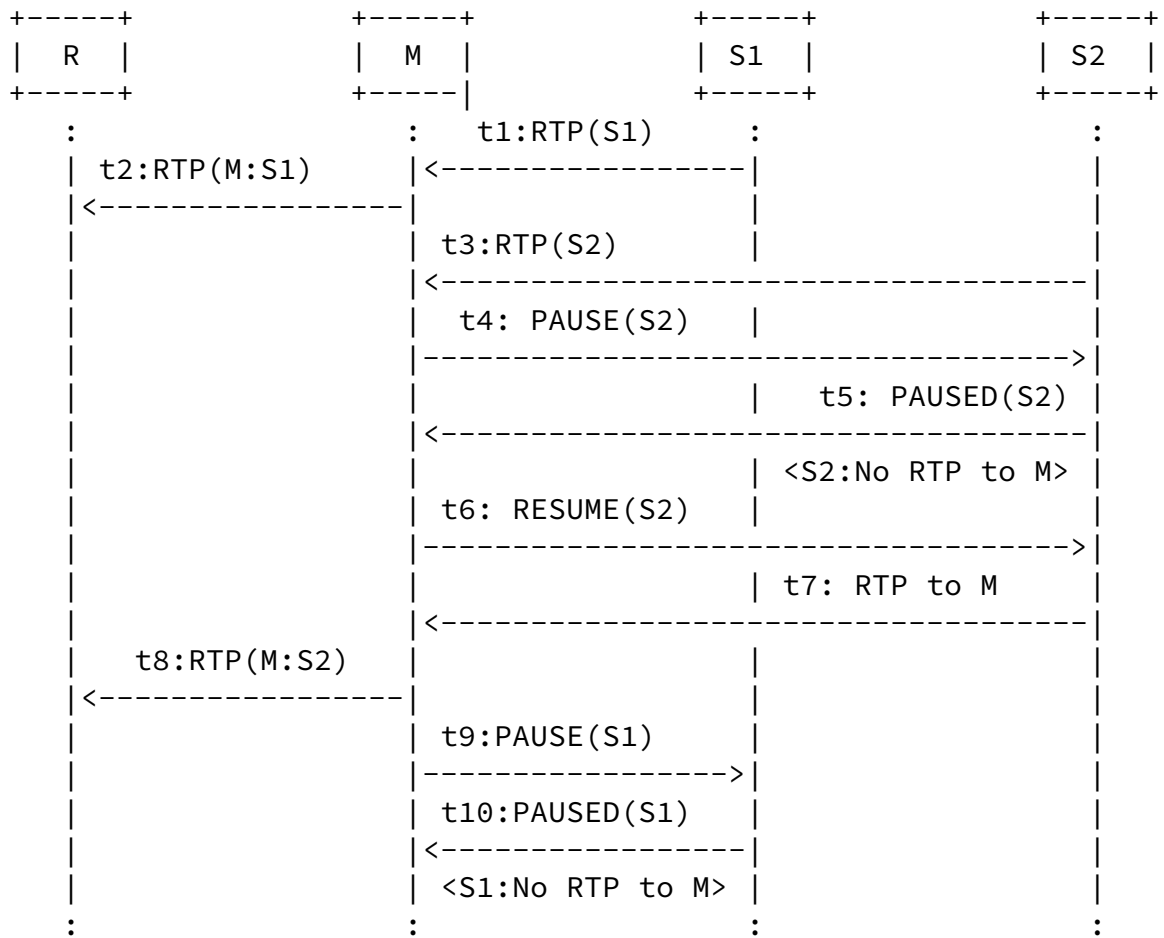 R M S1 S2
t1:RTP(S1)
t2:RTP(M:S1)
t3:RTP(S2)
t4: PAUSE(S2)
t5: PAUSED(S2)
<S2:No RTP to M>
t6: RESUME(S2)
t7: RTP to M
t8:RTP(M:S2)
t9:PAUSE(S1)
t10:PAUSED(S1)
<S1:No RTP to M>